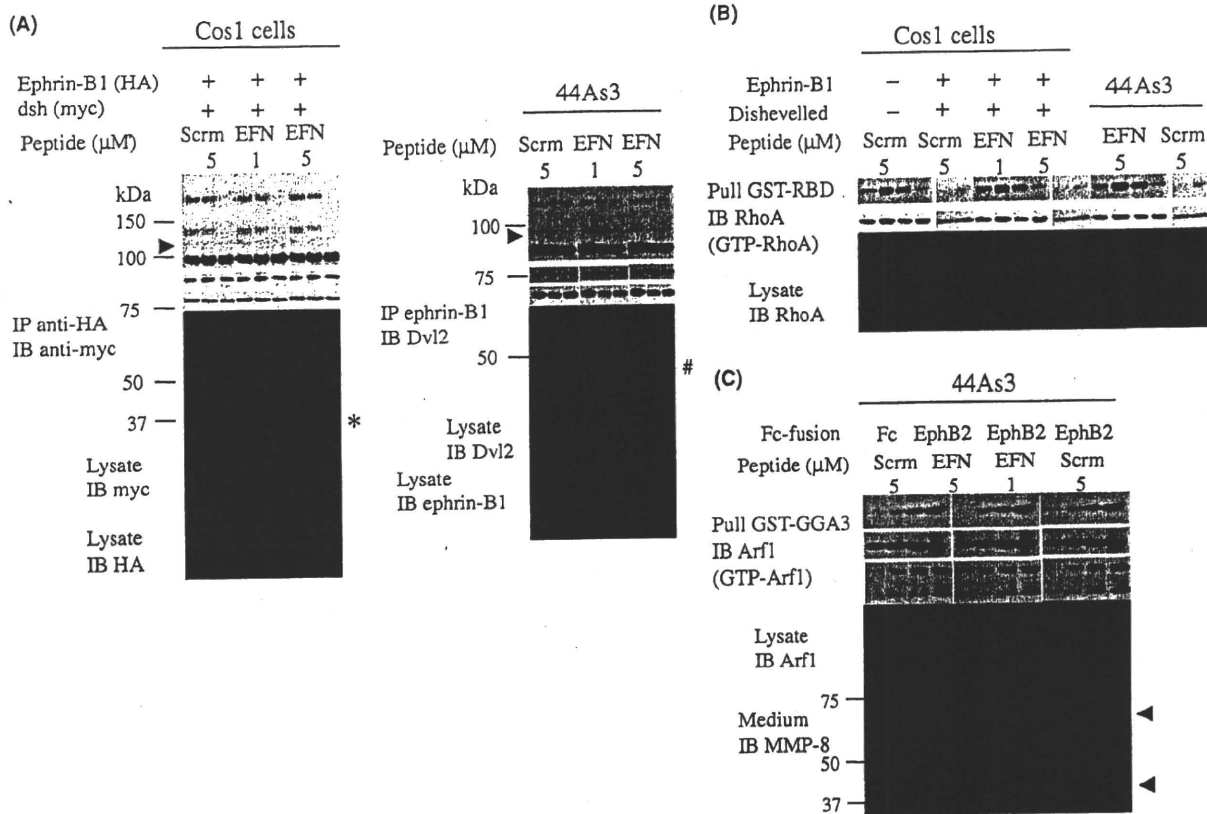 (A)
Cos1 cells
Ephrin-B1 (HA) + + +
dsh (myc) + + +
Peptide (µM) Scrm EFN EFN
5 1 5
kDa
150
100
75
IP anti-HA
IB anti-myc
50
37 *
Lysate
IB myc
Lysate
IB HA
44As3
Peptide (µM) Scrm EFN EFN
5 1 5
kDa
100
75
IP ephrin-B1
IB Dvl2
50 #
Lysate
IB Dvl2
Lysate
IB ephrin-B1
(B)
Cos1 cells
Ephrin-B1 − + + +
44As3
Dishevelled − + + +
Peptide (µM) Scrm Scrm EFN EFN EFN Scrm
5 5 1 5 5 5
Pull GST-RBD
IB RhoA
(GTP-RhoA)
Lysate
IB RhoA
(C)
44As3
Fc-fusion Fc EphB2 EphB2 EphB2
Peptide (µM) Scrm EFN EFN Scrm
5 5 1 5
Pull GST-GGA3
IB Arf1
(GTP-Arf1)
Lysate
IB Arf1
75
Medium
IB MMP-8
50
37